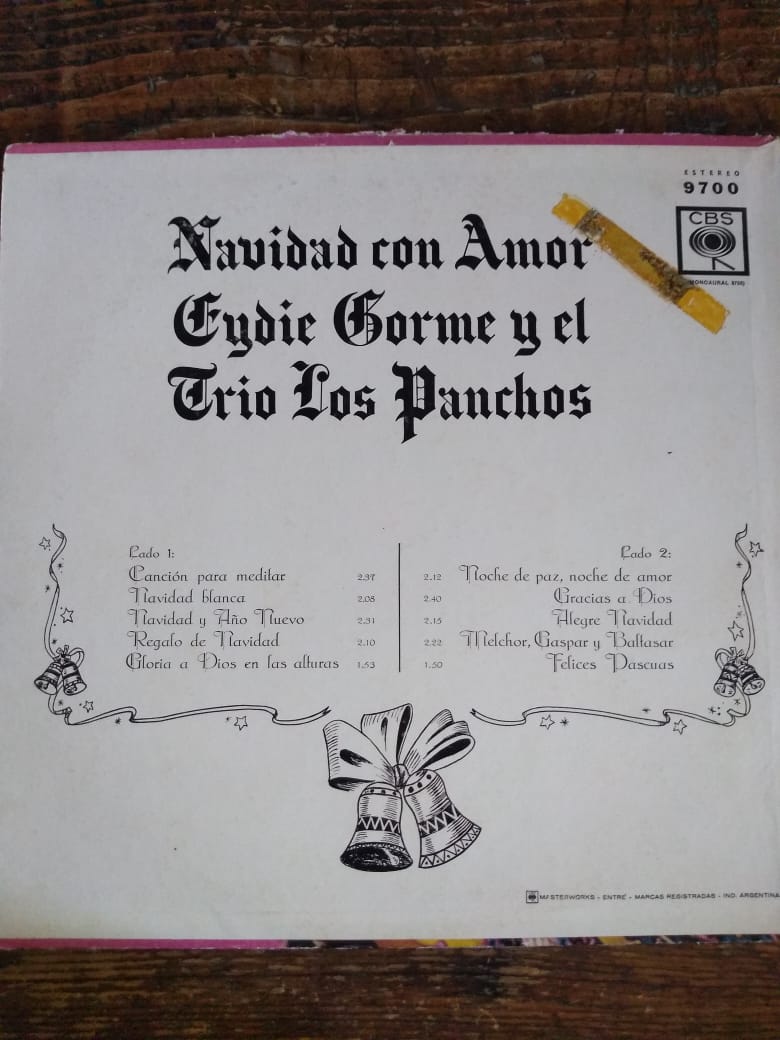 ESTEREO
9700
CBS
Navidad con Amor
Eydie Gorme y el
Trio Los Panchos
Lado 1:
Canción para meditar 2.37
Navidad blanca 2.08
Navidad y Año Nuevo 2.31
Regalo de Navidad 2.10
Gloria a Dios en las alturas 1.53
Lado 2:
2.12 Noche de paz, noche de amor
2.40 Gracias a Dios
2.15 Alegre Navidad
2.22 Melchor, Gaspar y Baltasar
1.50 Felices Pascuas
MASTERWORKS - ENTRÉ - MARCAS REGISTRADAS - IND. ARGENTINA